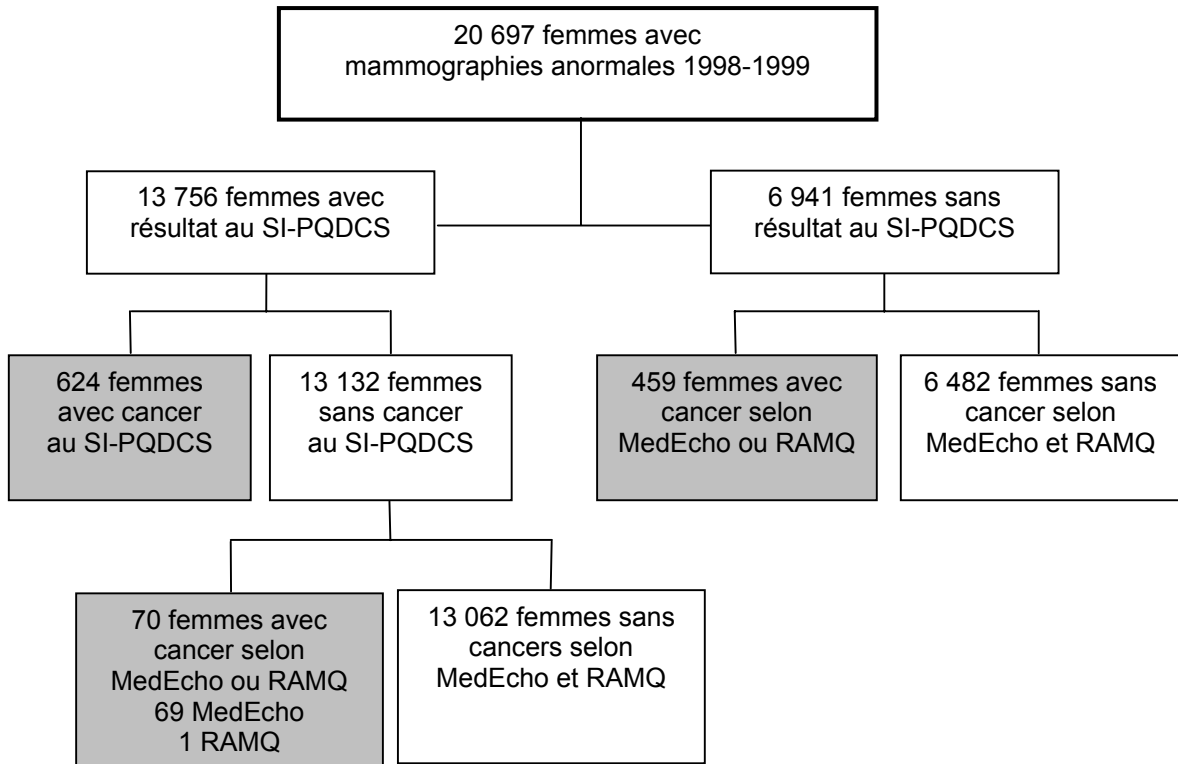 20 697 femmes avec
mammographies anormales 1998-1999
13 756 femmes avec
résultat au SI-PQDCS
6 941 femmes sans
résultat au SI-PQDCS
624 femmes
avec cancer
au SI-PQDCS
13 132 femmes
sans cancer
au SI-PQDCS
459 femmes avec
cancer selon
MedEcho ou RAMQ
6 482 femmes sans
cancer selon
MedEcho et RAMQ
70 femmes avec
cancer selon
MedEcho ou RAMQ
69 MedEcho
1 RAMQ
13 062 femmes sans
cancers selon
MedEcho et RAMQ